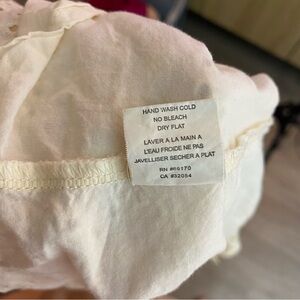 HAND WASH COLD
NO BLEACH
DRY FLAT
LAVER A LA MAIN A
L'EAU FROIDE NE PAS
JAVELLISER SECHER A PLAT
RN #66170
CA #32054